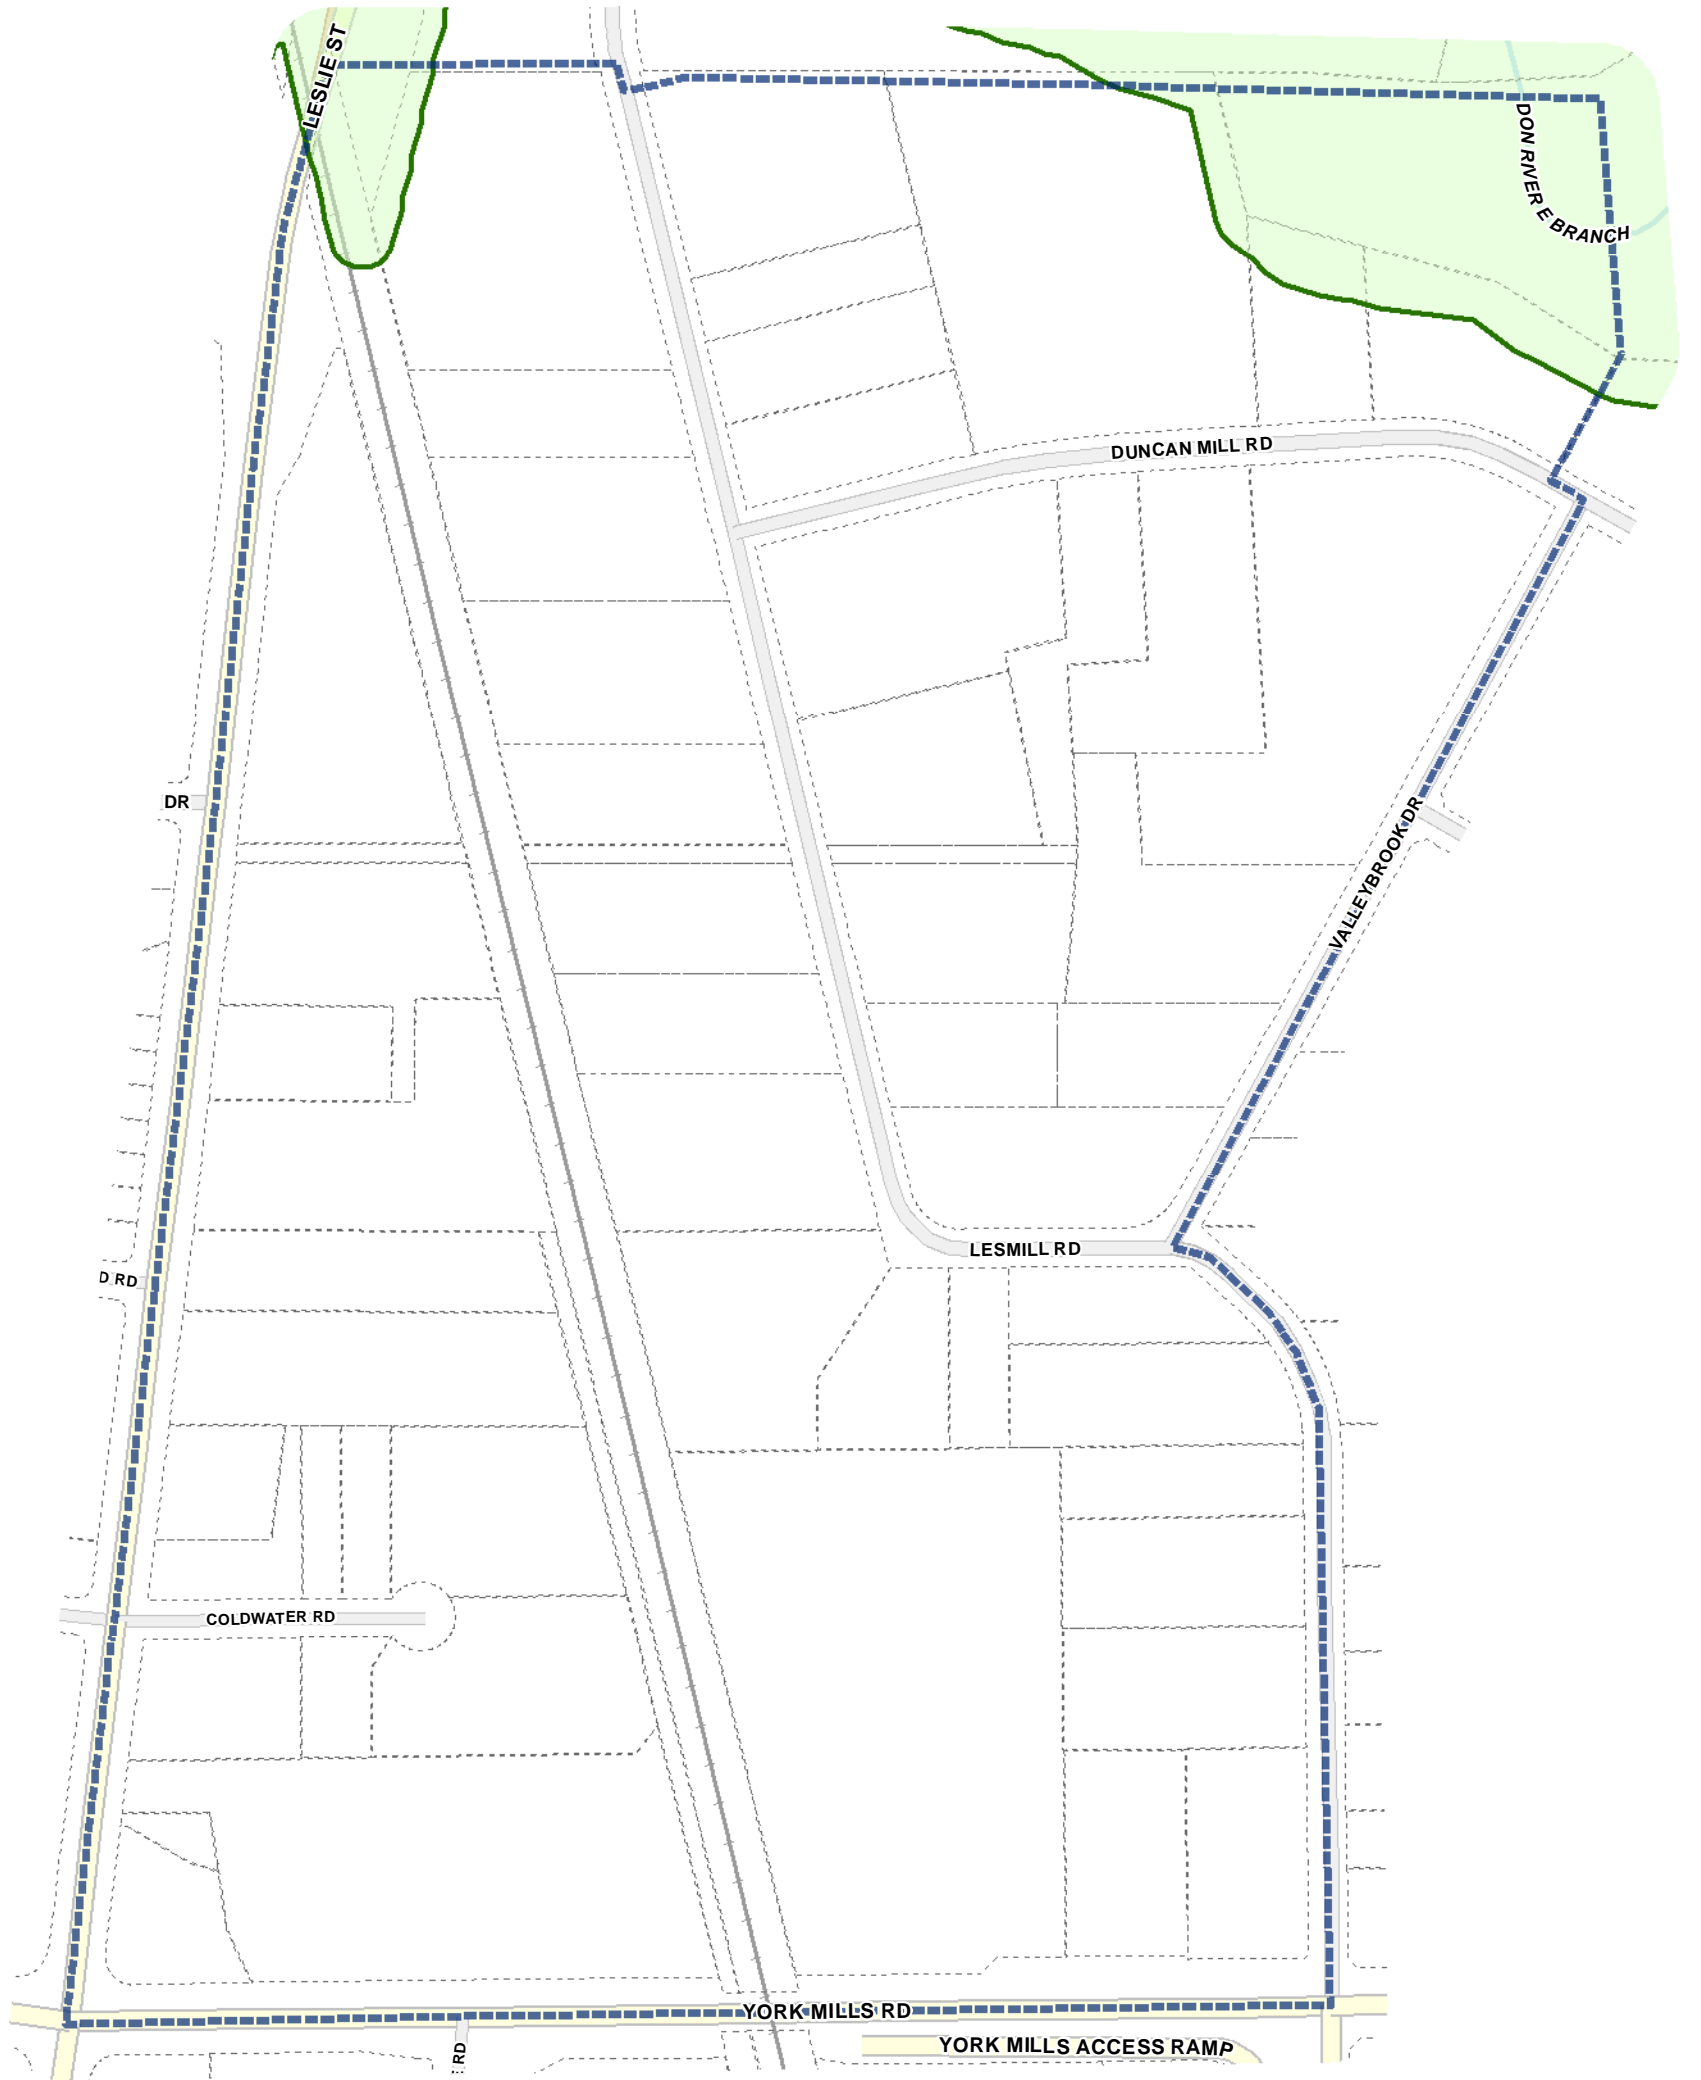 LESLIE ST
DON RIVER E BRANCH
DUNCAN MILL RD
DR
VALLEYBROOK DR
LESMILL RD
D RD
COLDWATER RD
YORK MILLS RD
YORK MILLS ACCESS RAMP
RD